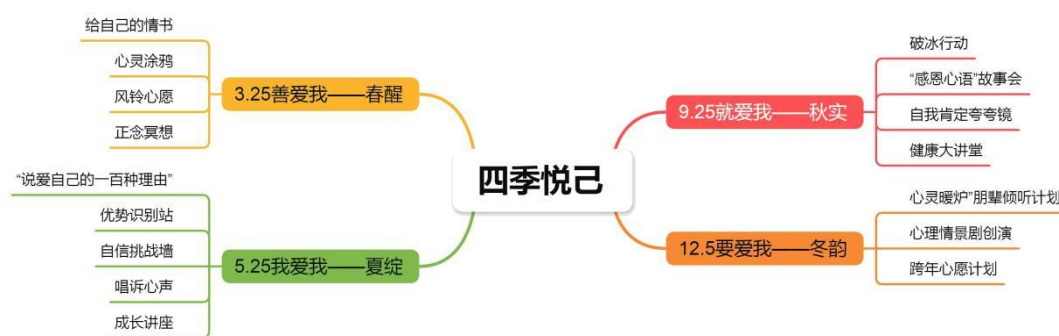 四季悦己
3.25善爱我——春醒
给自己的情书
心灵涂鸦
风铃心愿
正念冥想
5.25我爱我——夏绽
“说爱自己的一百种理由”
优势识别站
自信挑战墙
唱诉心声
成长讲座
9.25就爱我——秋实
破冰行动
“感恩心语”故事会
自我肯定夸夸镜
健康大讲堂
12.5要爱我——冬韵
心灵暖炉”朋辈倾听计划
心理情景剧创演
跨年心愿计划